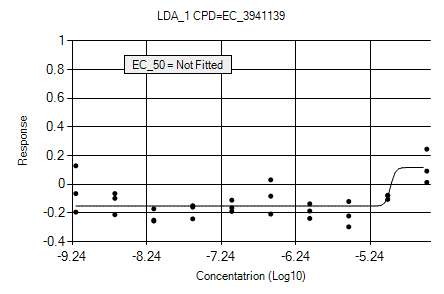 LDA_1 CPD=EC_3941139
1
EC_50 = Not Fitted
0.8
0.6
0.4
0.2
0
-0.2
-0.4
Response
-9.24 -8.24 -7.24 -6.24 -5.24
Concentatrion (Log10)